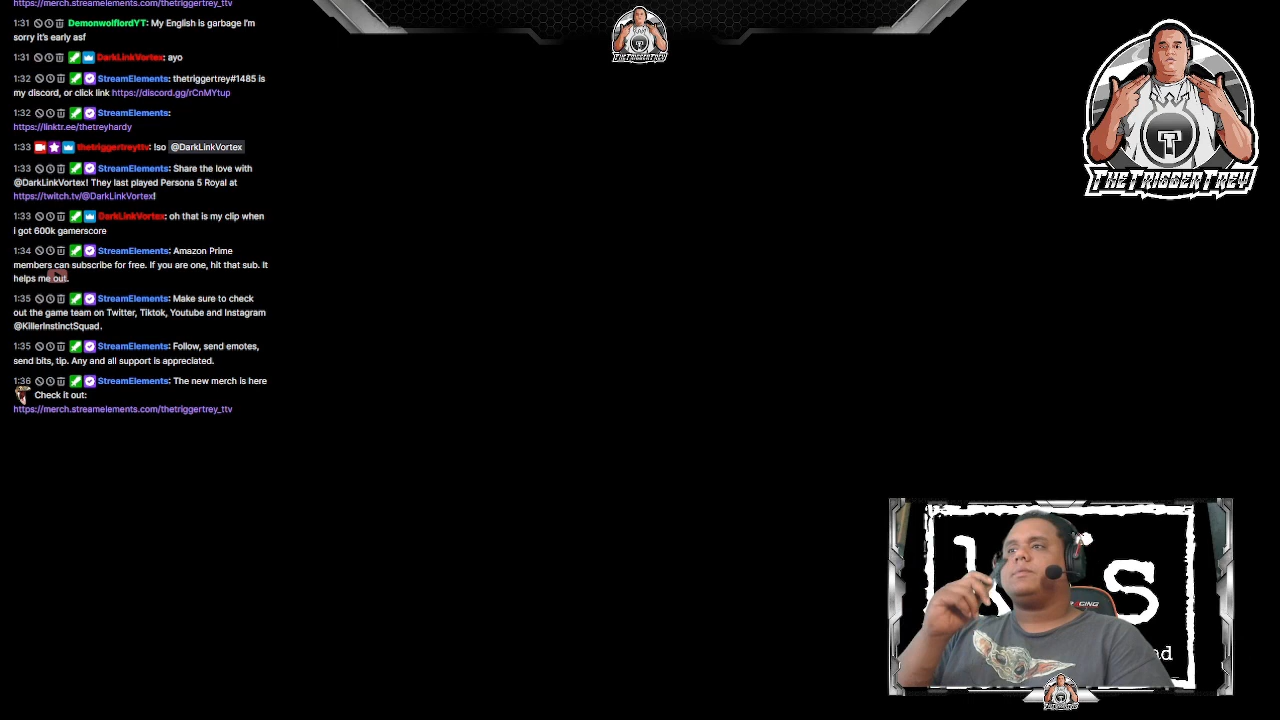 https://merch.streamelements.com/thetriggertrey_ttv
1:31 DemonwolflordYT: My English is garbage I'm
sorry it's early asf
1:31 DarkLinkVortex: ayo
1:32 StreamElements: thetriggertrey#1485 is
my discord, or click link https://discord.gg/rCnMYtup
1:32 StreamElements:
https://linktr.ee/thetreyhardy
1:33 thetriggertreyttv: !so @DarkLinkVortex
1:33 StreamElements: Share the love with
@DarkLinkVortex! They last played Persona 5 Royal at
https://twitch.tv/@DarkLinkVortex!
1:33 DarkLinkVortex: oh that is my clip when
i got 600k gamerscore
1:34 StreamElements: Amazon Prime
members can subscribe for free. If you are one, hit that sub. It
helps me out.
1:35 StreamElements: Make sure to check
out the game team on Twitter, Tiktok, Youtube and Instagram
@KillerInstinctSquad.
1:35 StreamElements: Follow, send emotes,
send bits, tip. Any and all support is appreciated.
1:36 StreamElements: The new merch is here
Check it out:
https://merch.streamelements.com/thetriggertrey_ttv
THETRIGGERTREY
T
THETRIGGERTREY
k s
ad